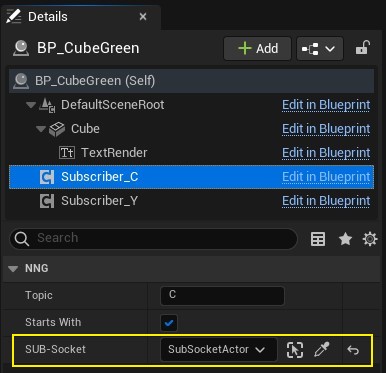 Details
BP_CubeGreen
Add
BP_CubeGreen (Self)
DefaultSceneRoot Edit in Blueprint
Cube Edit in Blueprint
TextRender Edit in Blueprint
Subscriber_C Edit in Blueprint
Subscriber_Y Edit in Blueprint
Search
NNG
Topic C
Starts With
SUB-Socket SubSocketActor